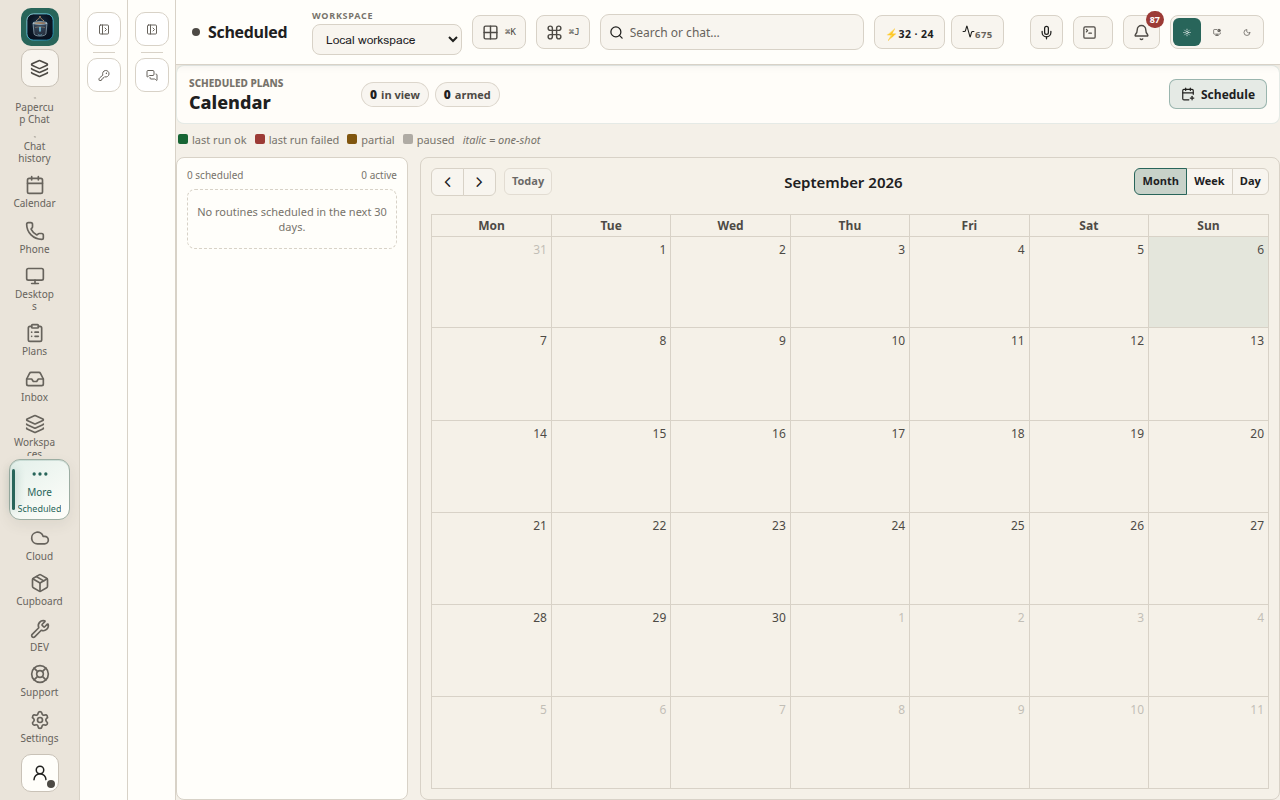 Papercu
p Chat
Chat
history
Calendar
Phone
Desktop
s
Plans
Inbox
Workspa
ces
More
Scheduled
Cloud
Cupboard
DEV
Support
Settings
Scheduled
WORKSPACE
Local workspace
⌘K
⌘J
Search or chat...
⚡32 · 24
675
87
SCHEDULED PLANS
Calendar
0 in view
0 armed
Schedule
last run ok
last run failed
partial
paused
italic = one-shot
0 scheduled
0 active
No routines scheduled in the next 30
days.
Today
September 2026
Month
Week
Day
Mon Tue Wed Thu Fri Sat Sun
31 1 2 3 4 5 6
7 8 9 10 11 12 13
14 15 16 17 18 19 20
21 22 23 24 25 26 27
28 29 30 1 2 3 4
5 6 7 8 9 10 11